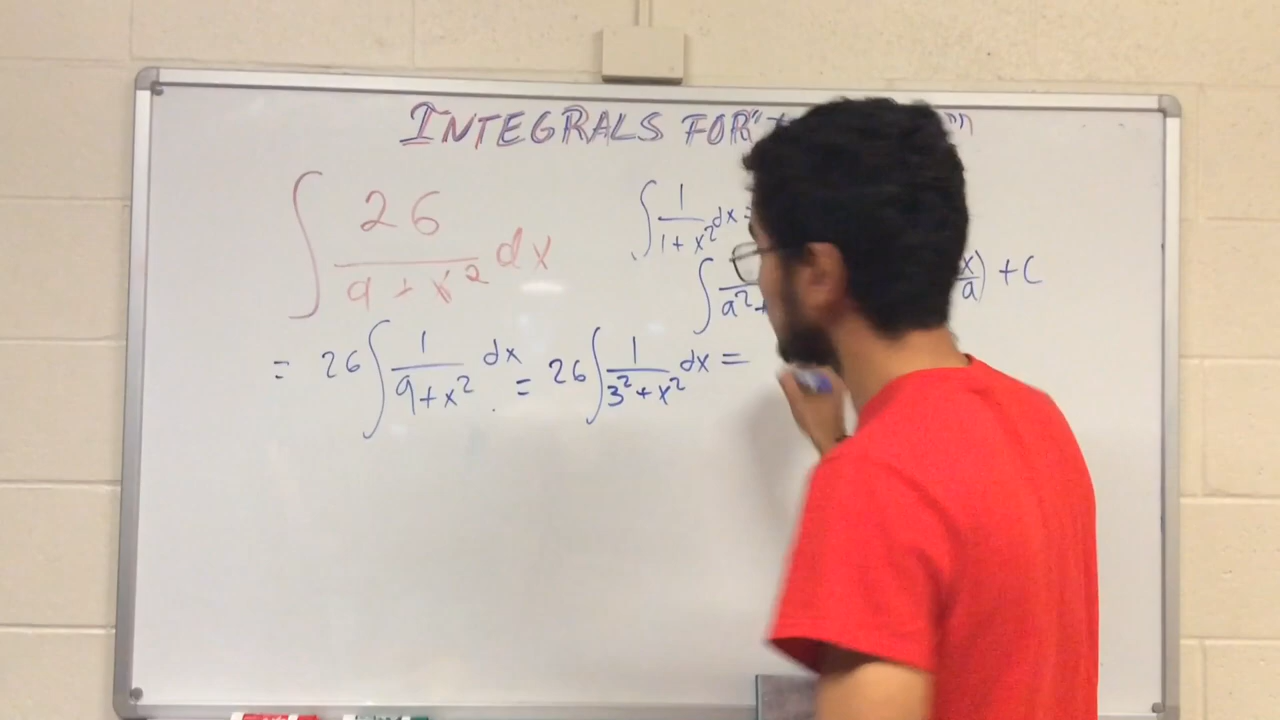 INTEGRALS FOR "
∫ 26 / (9 + x²) dx
∫ 1 / (1 + x²) dx =
∫ / a² + x/a) + C
= 26 ∫ 1 / (9 + x²) dx = 26 ∫ 1 / (3² + x²) dx =